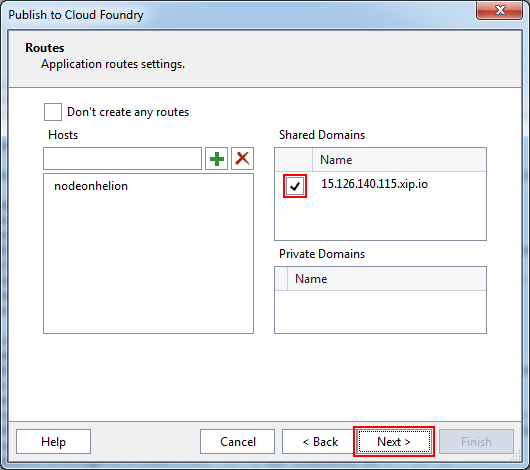 Publish to Cloud Foundry
Routes
Application routes settings.
Don't create any routes
Hosts
nodeonhelion
Shared Domains
Name
15.126.140.115.xip.io
Private Domains
Name
Help
Cancel
< Back
Next >
Finish